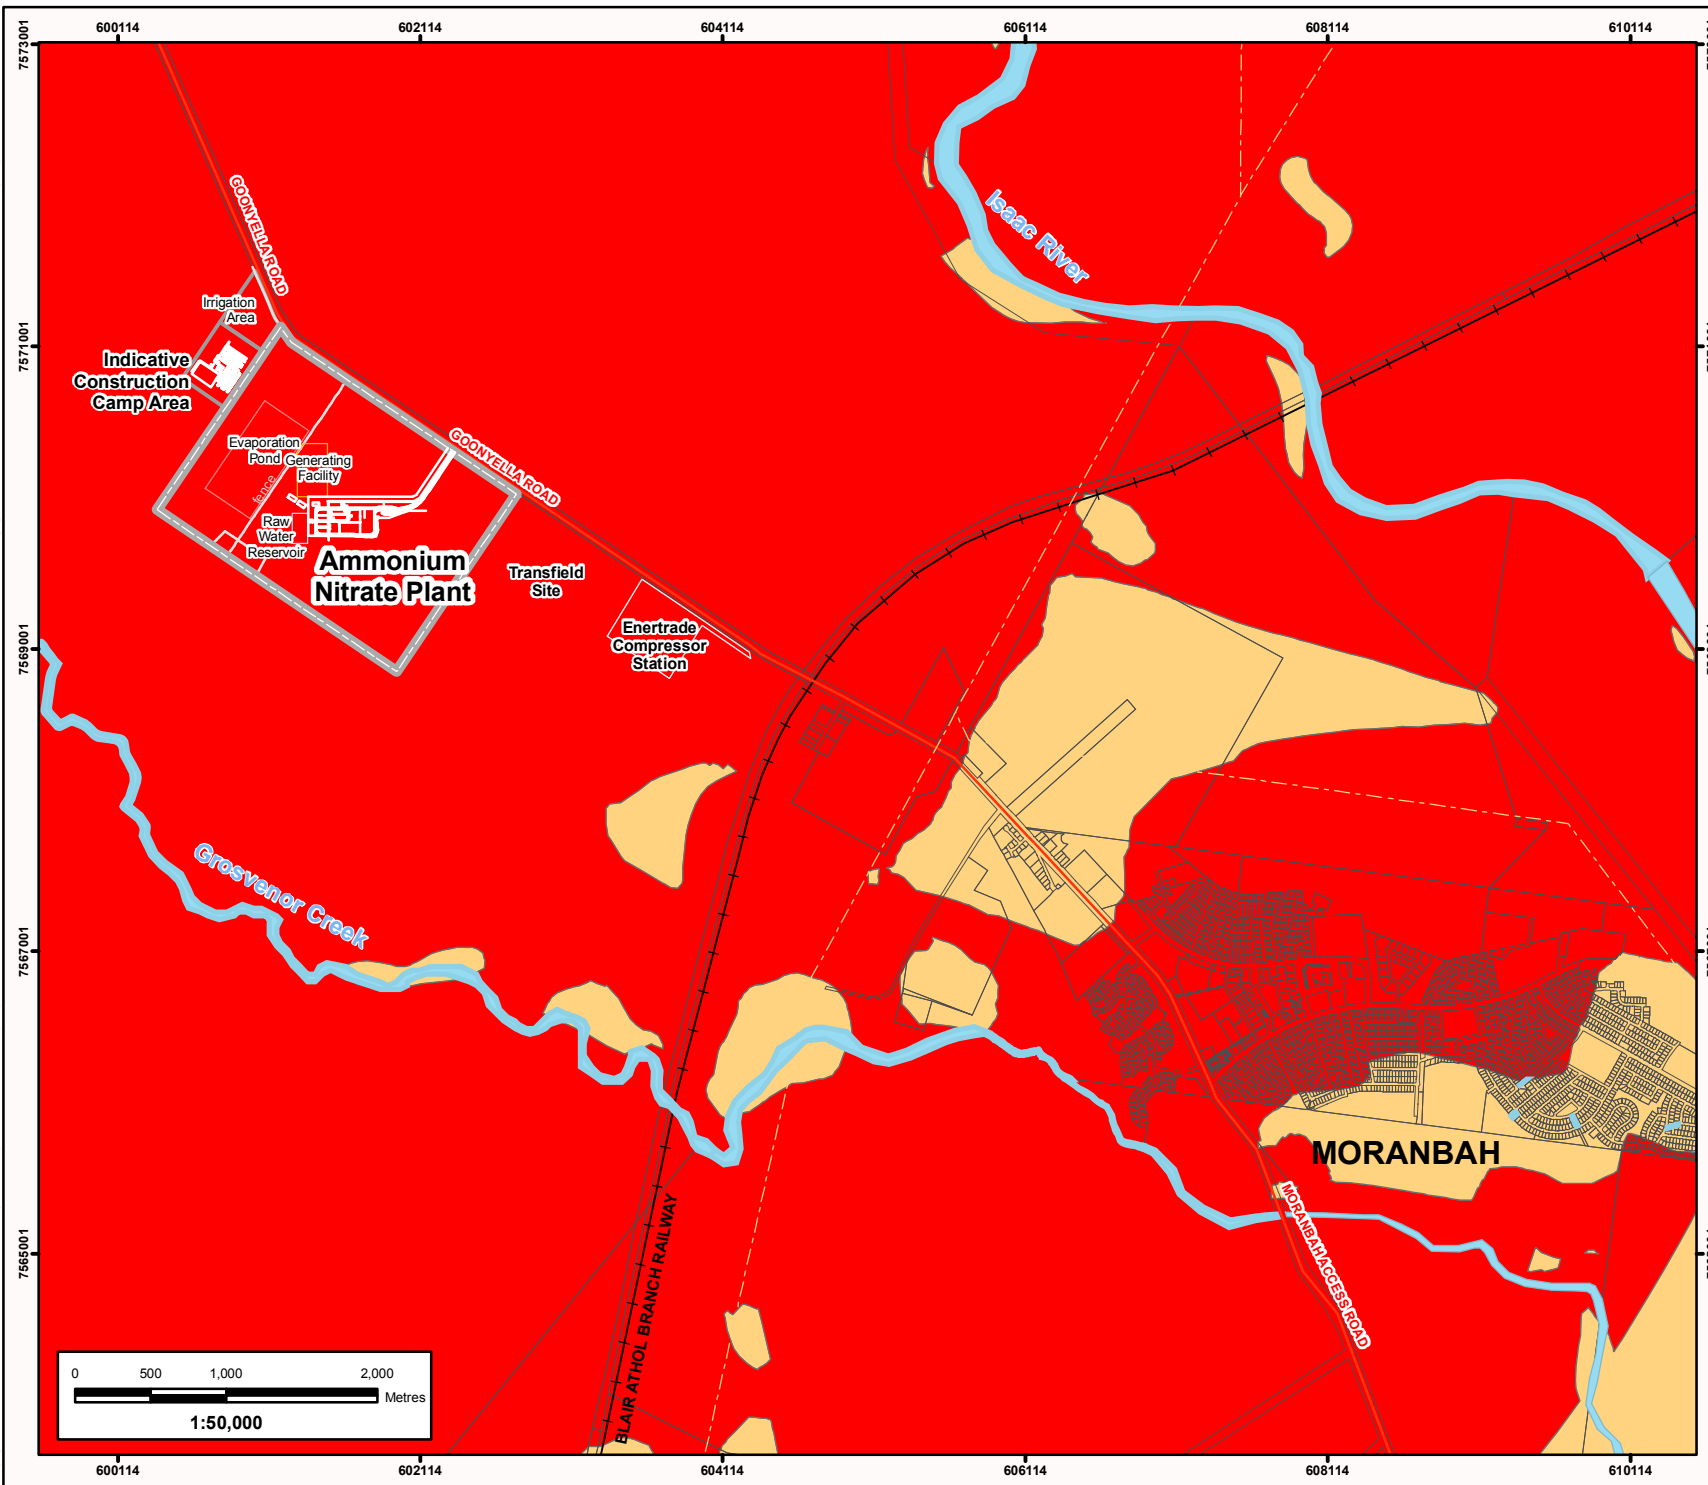 600114 602114 604114 606114 608114 610114
7573001
7571001
7569001
7567001
7565001
GOONYELLA ROAD
Isaac River
Irrigation
Area
Indicative
Construction
Camp Area
GOONYELLA ROAD
Evaporation
Pond
Generating
Facility
fence
Raw
Water
Reservoir
Ammonium
Nitrate Plant
Transfield
Site
Enertrade
Compressor
Station
Grosvenor Creek
MORANBAH
MORANBAH ACCESS ROAD
BLAIR ATHOL BRANCH RAILWAY
0 500 1,000 2,000
Metres
1:50,000
600114 602114 604114 606114 608114 610114